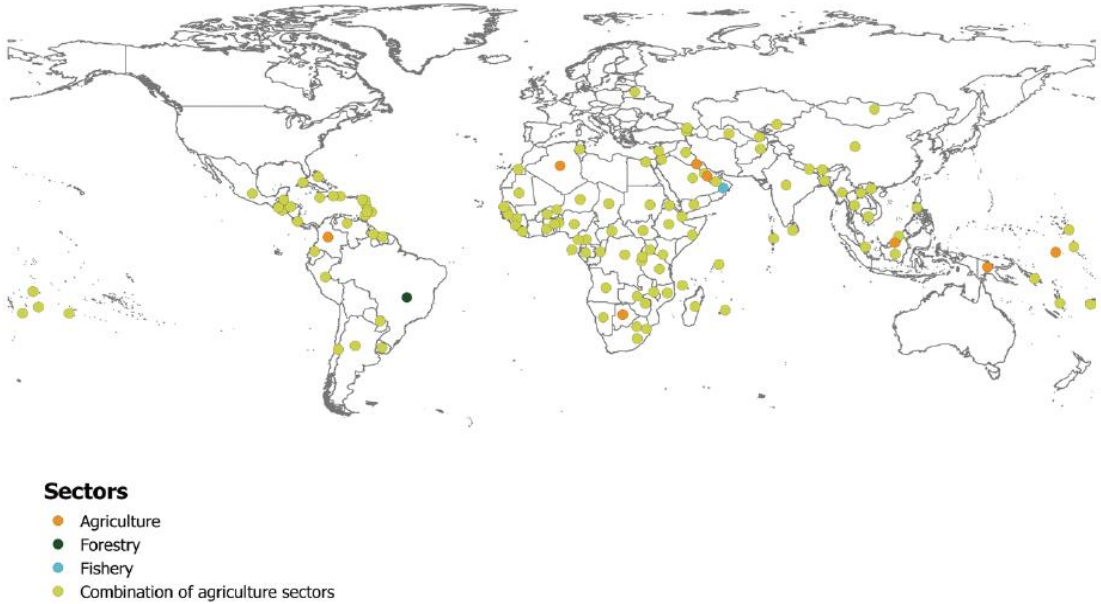 Sectors
Agriculture
Forestry
Fishery
Combination of agriculture sectors